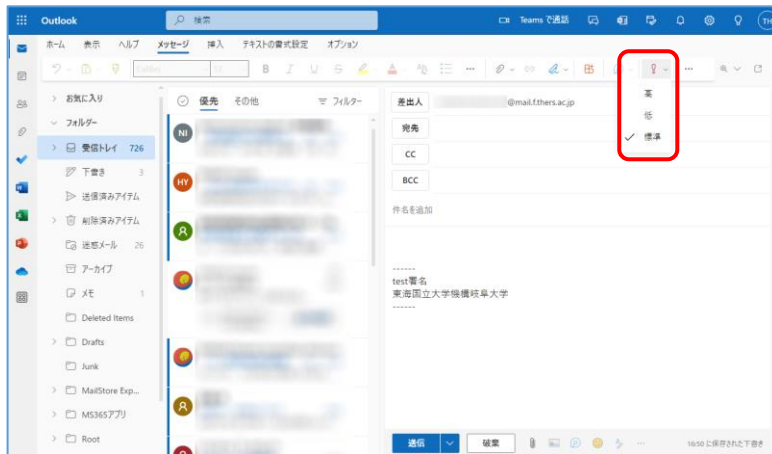 Outlook
検索
Teams で通話
TH
ホーム 表示 ヘルプ メッセージ 挿入 テキストの書式設定 オプション
Calibri 12 B I U S
お気に入り
フォルダー
受信トレイ 726
下書き 3
送信済みアイテム
削除済みアイテム
迷惑メール 26
アーカイブ
メモ 1
Deleted Items
Drafts
Junk
MailStore Exp...
MS365アプリ
Root
優先 その他 フィルター
NI
HY
A
A
高
低
標準
差出人 @mail.f.thers.ac.jp
宛先
CC
BCC
件名を追加
------
test署名
東海国立大学機構岐阜大学
------
送信 破棄 16:50 に保存された下書き